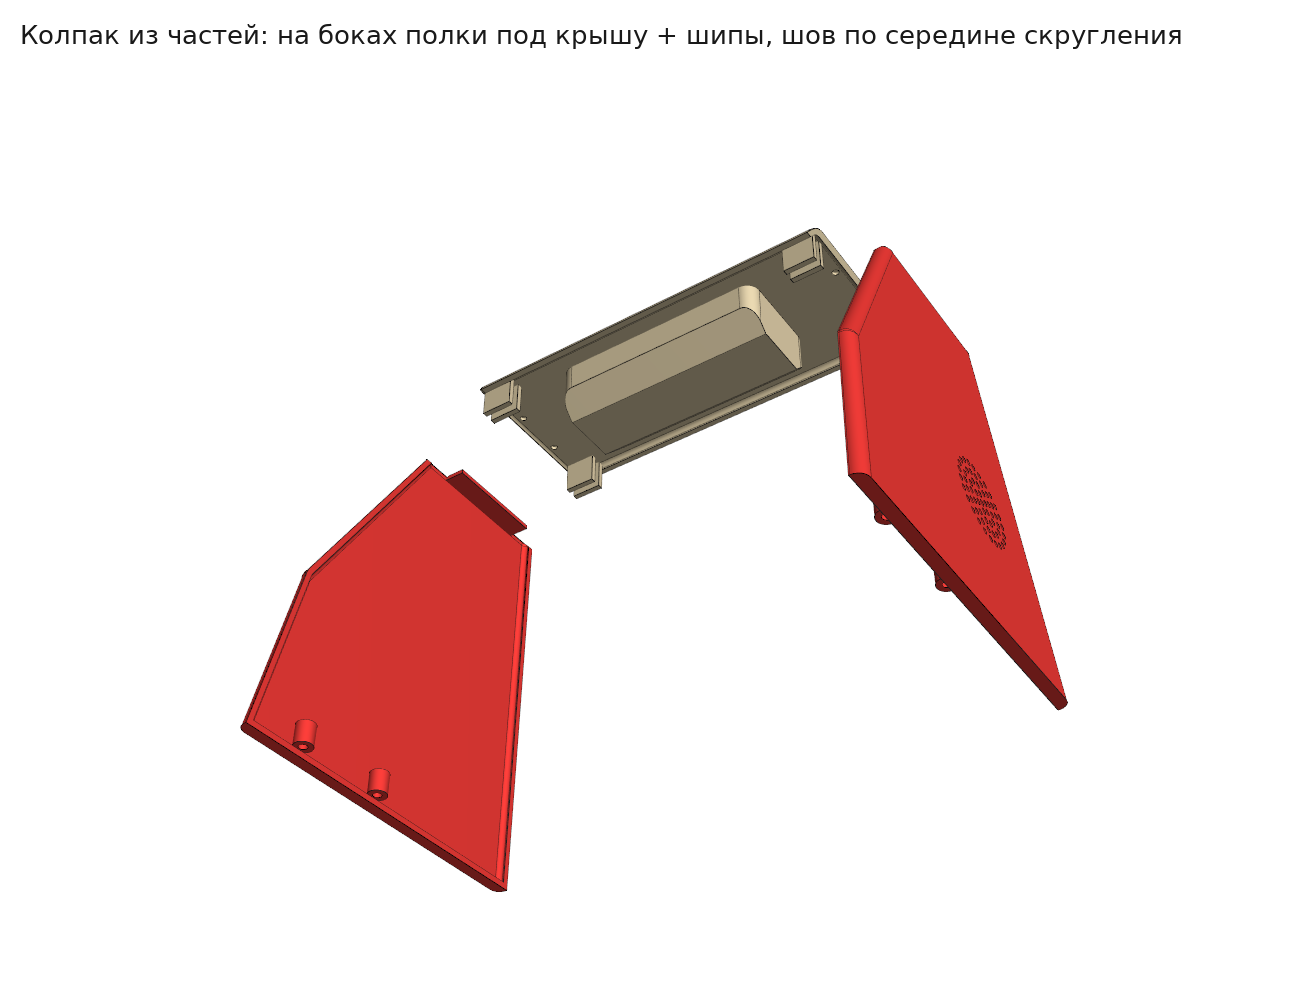 Колпак из частей: на боках полки под крышу + шипы, шов по середине скругления